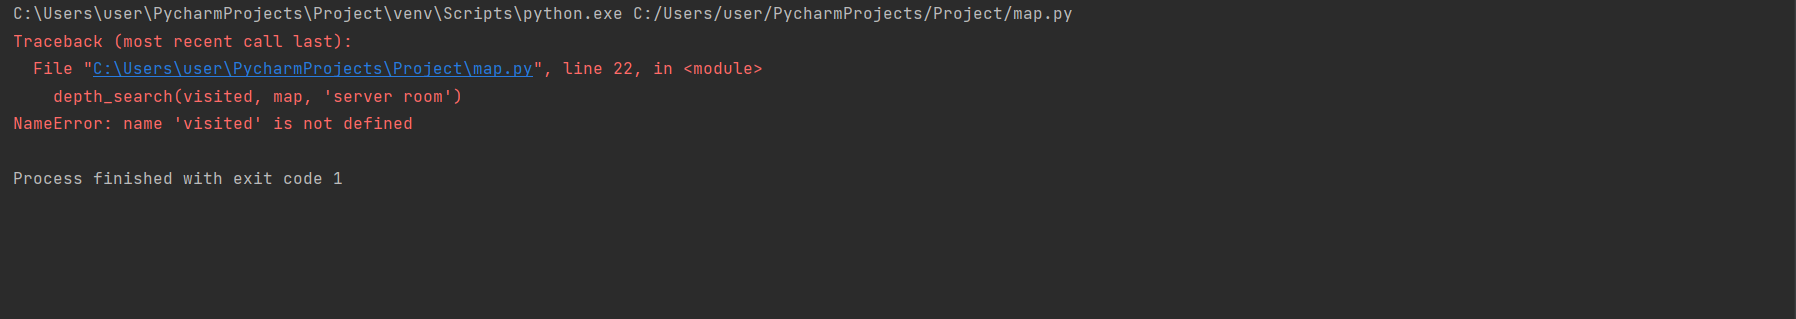 C:\Users\user\PycharmProjects\Project\venv\Scripts\python.exe C:/Users/user/PycharmProjects/Project/map.py
Traceback (most recent call last):
  File "C:\Users\user\PycharmProjects\Project\map.py", line 22, in <module>
    depth_search(visited, map, 'server room')
NameError: name 'visited' is not defined
Process finished with exit code 1